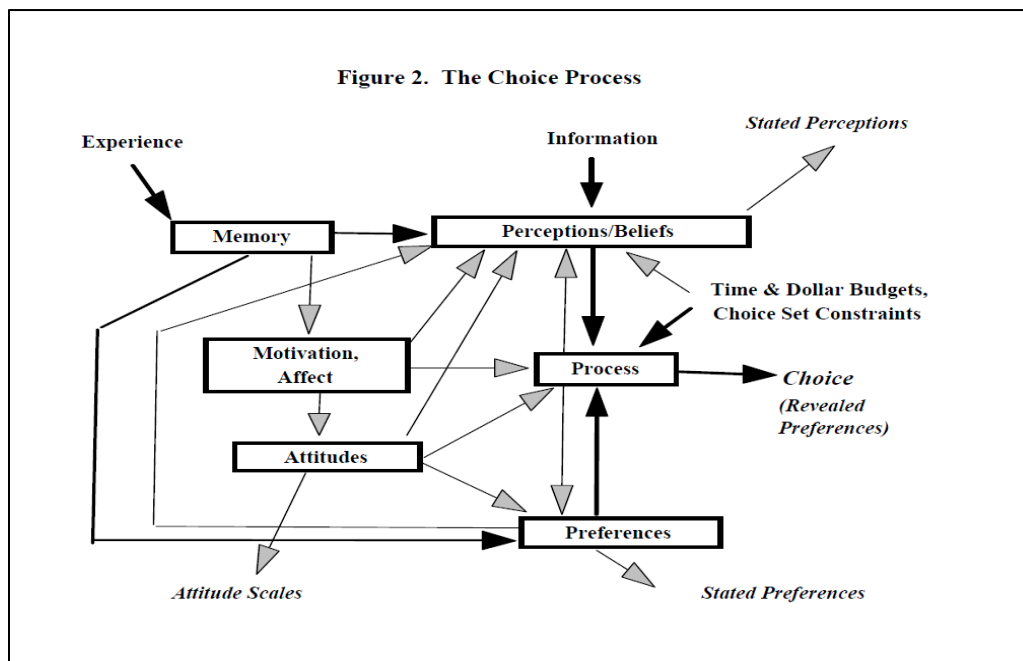 Figure 2. The Choice Process
Stated Perceptions
Experience
Information
Memory
Perceptions/Beliefs
Time & Dollar Budgets,
Choice Set Constraints
Motivation,
Affect
Process
Choice
(Revealed
Preferences)
Attitudes
Preferences
Attitude Scales
Stated Preferences